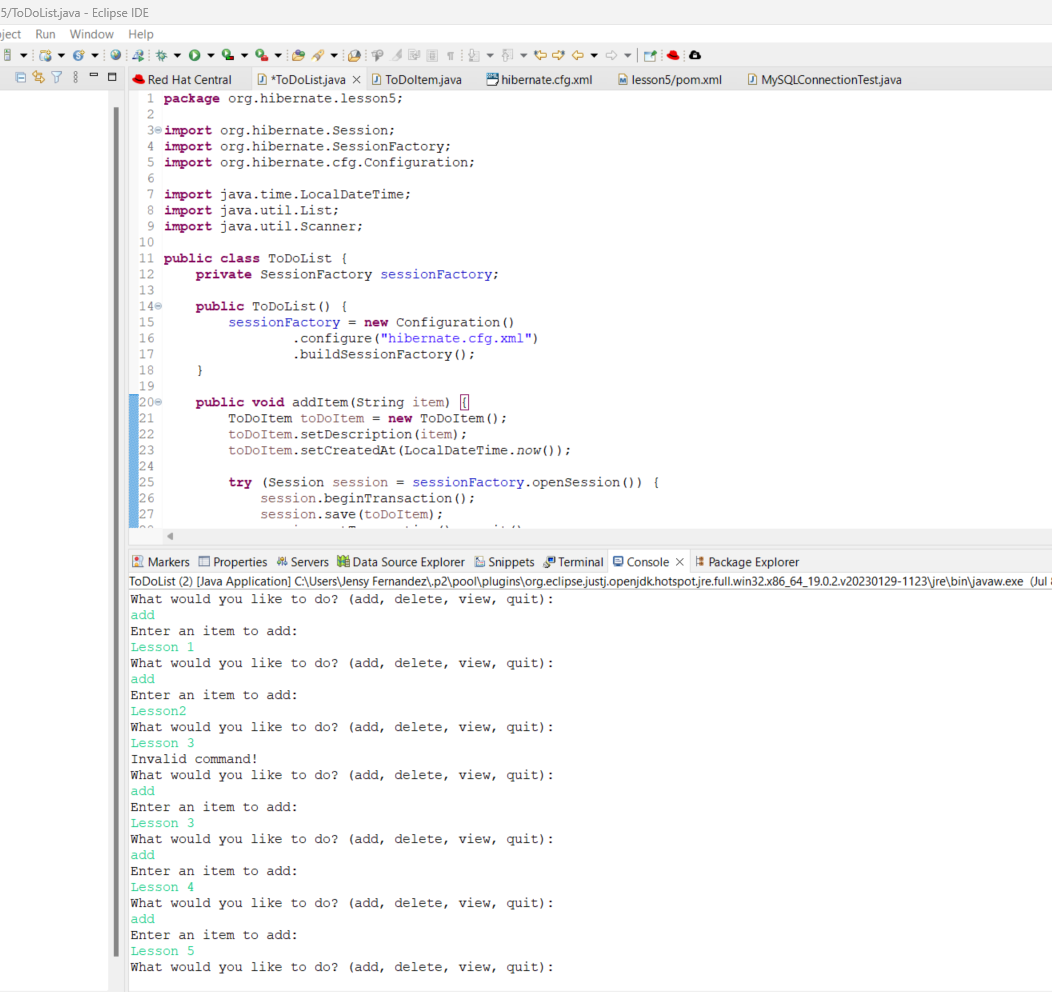 5/ToDoList.java - Eclipse IDE
ject Run Window Help
Red Hat Central *ToDoList.java ToDoItem.java hibernate.cfg.xml lesson5/pom.xml MySQLConnectionTest.java
1 package org.hibernate.lesson5;
2
3 import org.hibernate.Session;
4 import org.hibernate.SessionFactory;
5 import org.hibernate.cfg.Configuration;
6
7 import java.time.LocalDateTime;
8 import java.util.List;
9 import java.util.Scanner;
10
11 public class ToDoList {
12 private SessionFactory sessionFactory;
13
14 public ToDoList() {
15 sessionFactory = new Configuration()
16 .configure("hibernate.cfg.xml")
17 .buildSessionFactory();
18 }
19
20 public void addItem(String item) {
21 ToDoItem toDoItem = new ToDoItem();
22 toDoItem.setDescription(item);
23 toDoItem.setCreatedAt(LocalDateTime.now());
24
25 try (Session session = sessionFactory.openSession()) {
26 session.beginTransaction();
27 session.save(toDoItem);
Markers Properties Servers Data Source Explorer Snippets Terminal Console Package Explorer
ToDoList (2) [Java Application] C:\Users\Jensy Fernandez\.p2\pool\plugins\org.eclipse.justj.openjdk.hotspot.jre.full.win32.x86_64_19.0.2.v20230129-1123\jre\bin\javaw.exe (Jul
What would you like to do? (add, delete, view, quit):
add
Enter an item to add:
Lesson 1
What would you like to do? (add, delete, view, quit):
add
Enter an item to add:
Lesson2
What would you like to do? (add, delete, view, quit):
Lesson 3
Invalid command!
What would you like to do? (add, delete, view, quit):
add
Enter an item to add:
Lesson 3
What would you like to do? (add, delete, view, quit):
add
Enter an item to add:
Lesson 4
What would you like to do? (add, delete, view, quit):
add
Enter an item to add:
Lesson 5
What would you like to do? (add, delete, view, quit):